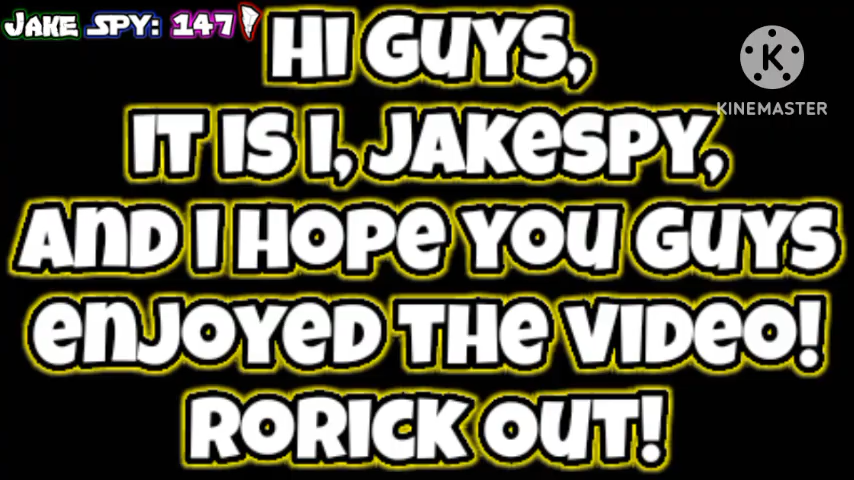 Jake Spy: 147
KINEMASTER
Hi Guys,
it is I, JakeSpy,
and I hope you guys
enjoyed the video!
Rorick out!